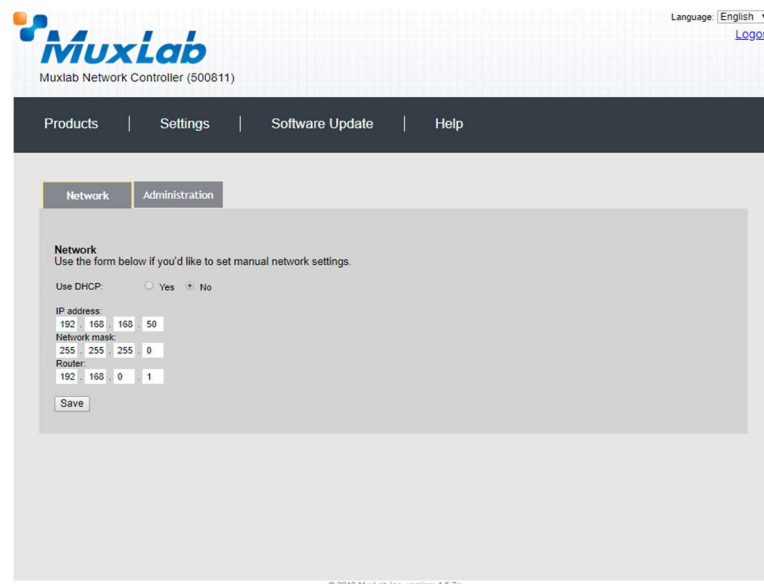 Language: English
Logo
MuxLab
Muxlab Network Controller (500811)
Products | Settings | Software Update | Help
Network Administration
Network
Use the form below if you'd like to set manual network settings.
Use DHCP: Yes No
IP address:
192 . 168 . 168 . 50
Network mask:
255 . 255 . 255 . 0
Router:
192 . 168 . 0 . 1
Save